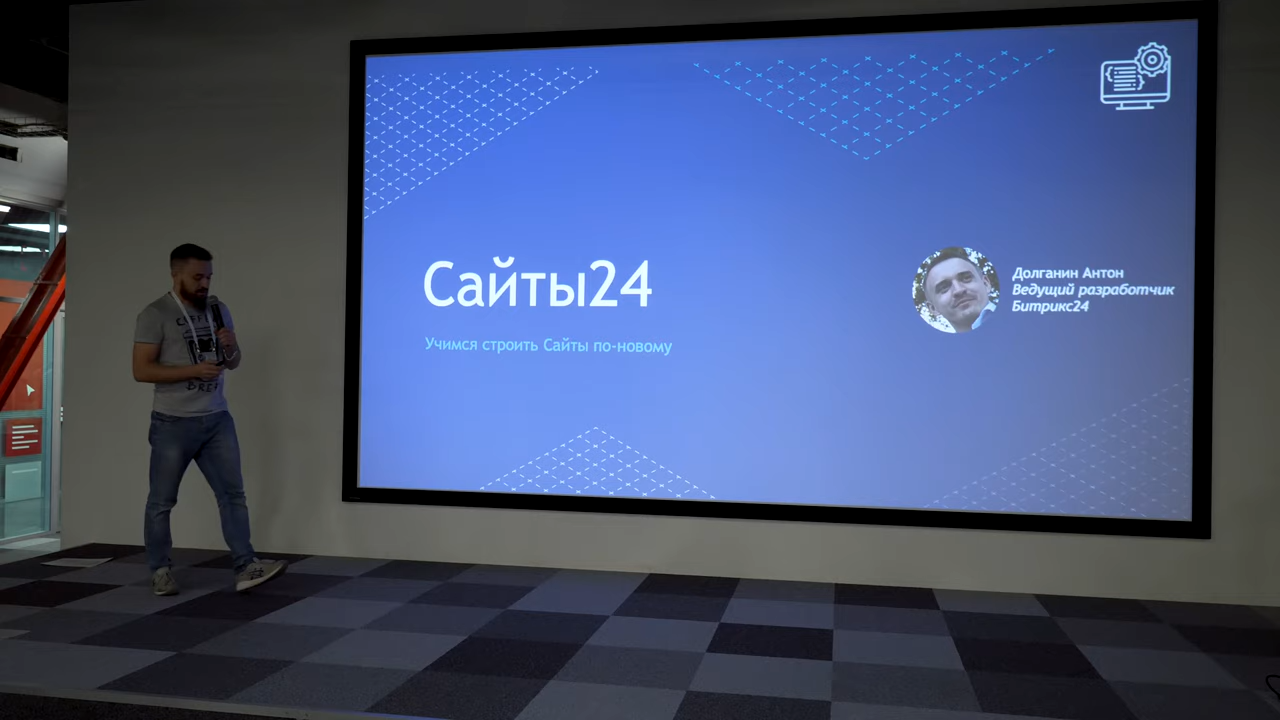 Сайты24
Учимся строить Сайты по-новому
Долганин Антон
Ведущий разработчик
Битрикс24